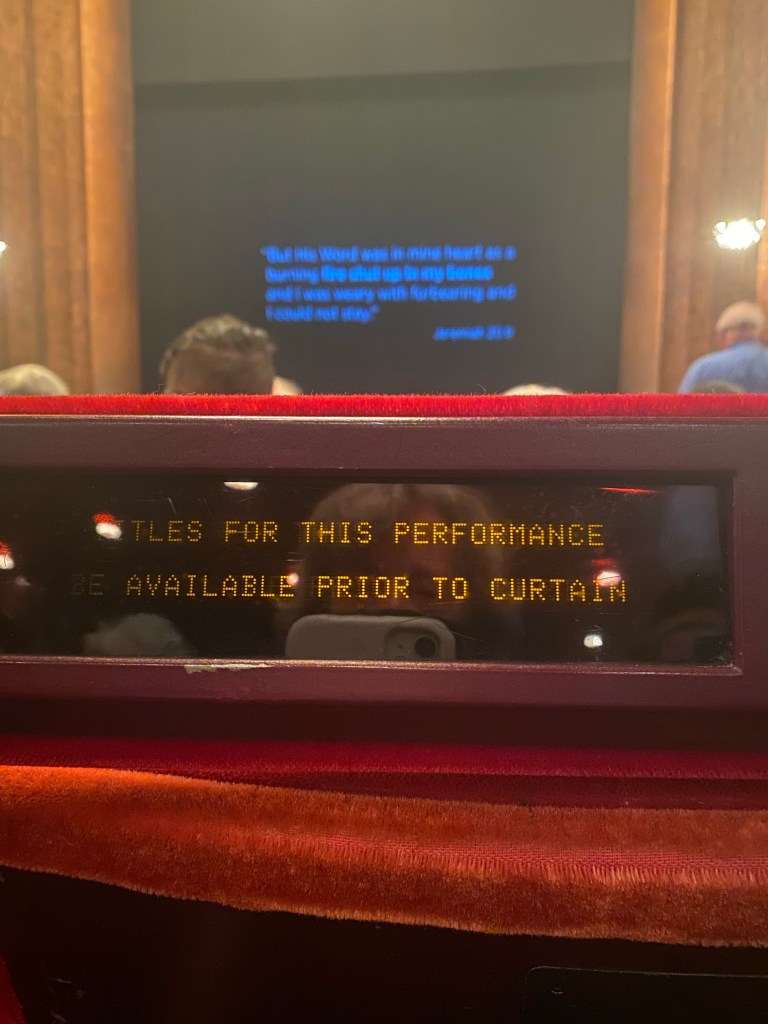 "But His Word was in mine heart as a
burning fire shut up in my bones
and I was weary with forbearing and
I could not stay."
Jeremiah 20:9
TLES FOR THIS PERFORMANCE
BE AVAILABLE PRIOR TO CURTAIN